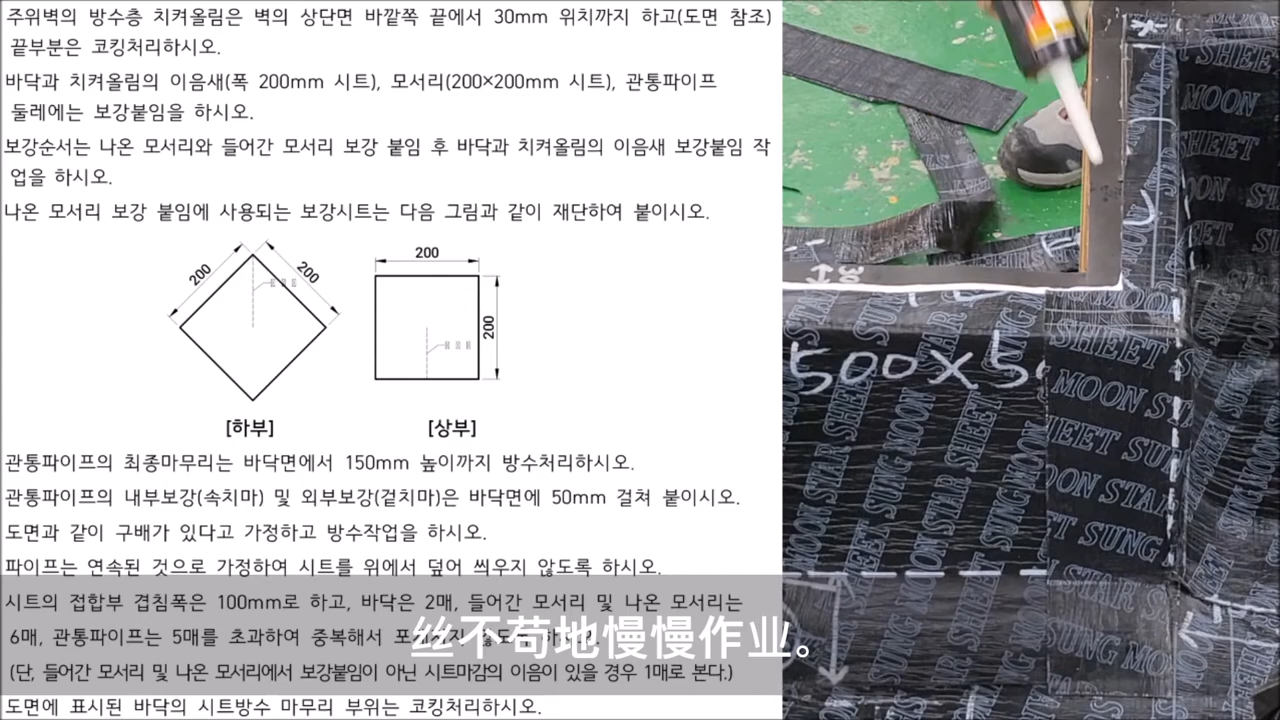 주위벽의 방수층 치켜올림은 벽의 상단면 바깥쪽 끝에서 30mm 위치까지 하고(도면 참조)
끝부분은 코킹처리하시오.
바닥과 치켜올림의 이음새(폭 200mm 시트), 모서리(200×200mm 시트), 관통파이프
둘레에는 보강붙임을 하시오.
보강순서는 나온 모서리와 들어간 모서리 보강 붙임 후 바닥과 치켜올림의 이음새 보강붙임 작
업을 하시오.
나온 모서리 보강 붙임에 사용되는 보강시트는 다음 그림과 같이 재단하여 붙이시오.
200
200
200
200
[하부]
[상부]
관통파이프의 최종마무리는 바닥면에서 150mm 높이까지 방수처리하시오.
관통파이프의 내부보강(속치마) 및 외부보강(겉치마)은 바닥면에 50mm 걸쳐 붙이시오.
도면과 같이 구배가 있다고 가정하고 방수작업을 하시오.
파이프는 연속된 것으로 가정하여 시트를 위에서 덮어 씌우지 않도록 하시오.
시트의 접합부 겹침폭은 100mm로 하고, 바닥은 2매, 들어간 모서리 및 나온 모서리는
6매, 관통파이프는 5매를 초과하여 중복해서
(단, 들어간 모서리 및 나온 모서리에서 보강붙임이 아닌 시트마감의 이음이 있을 경우 1매로 본다.)
도면에 표시된 바닥의 시트방수 마무리 부위는 코킹처리하시오.
丝不苟地慢慢作业。
SHEE
MOON
SHEET
OON S
ET SU
30
500X5
SHEET S
MOON ST
HEET SUN
OON STAR
ET SUNG
STAR SH
SHEET
SUNG MO
MOON STAR SHEET
SUNG MOON